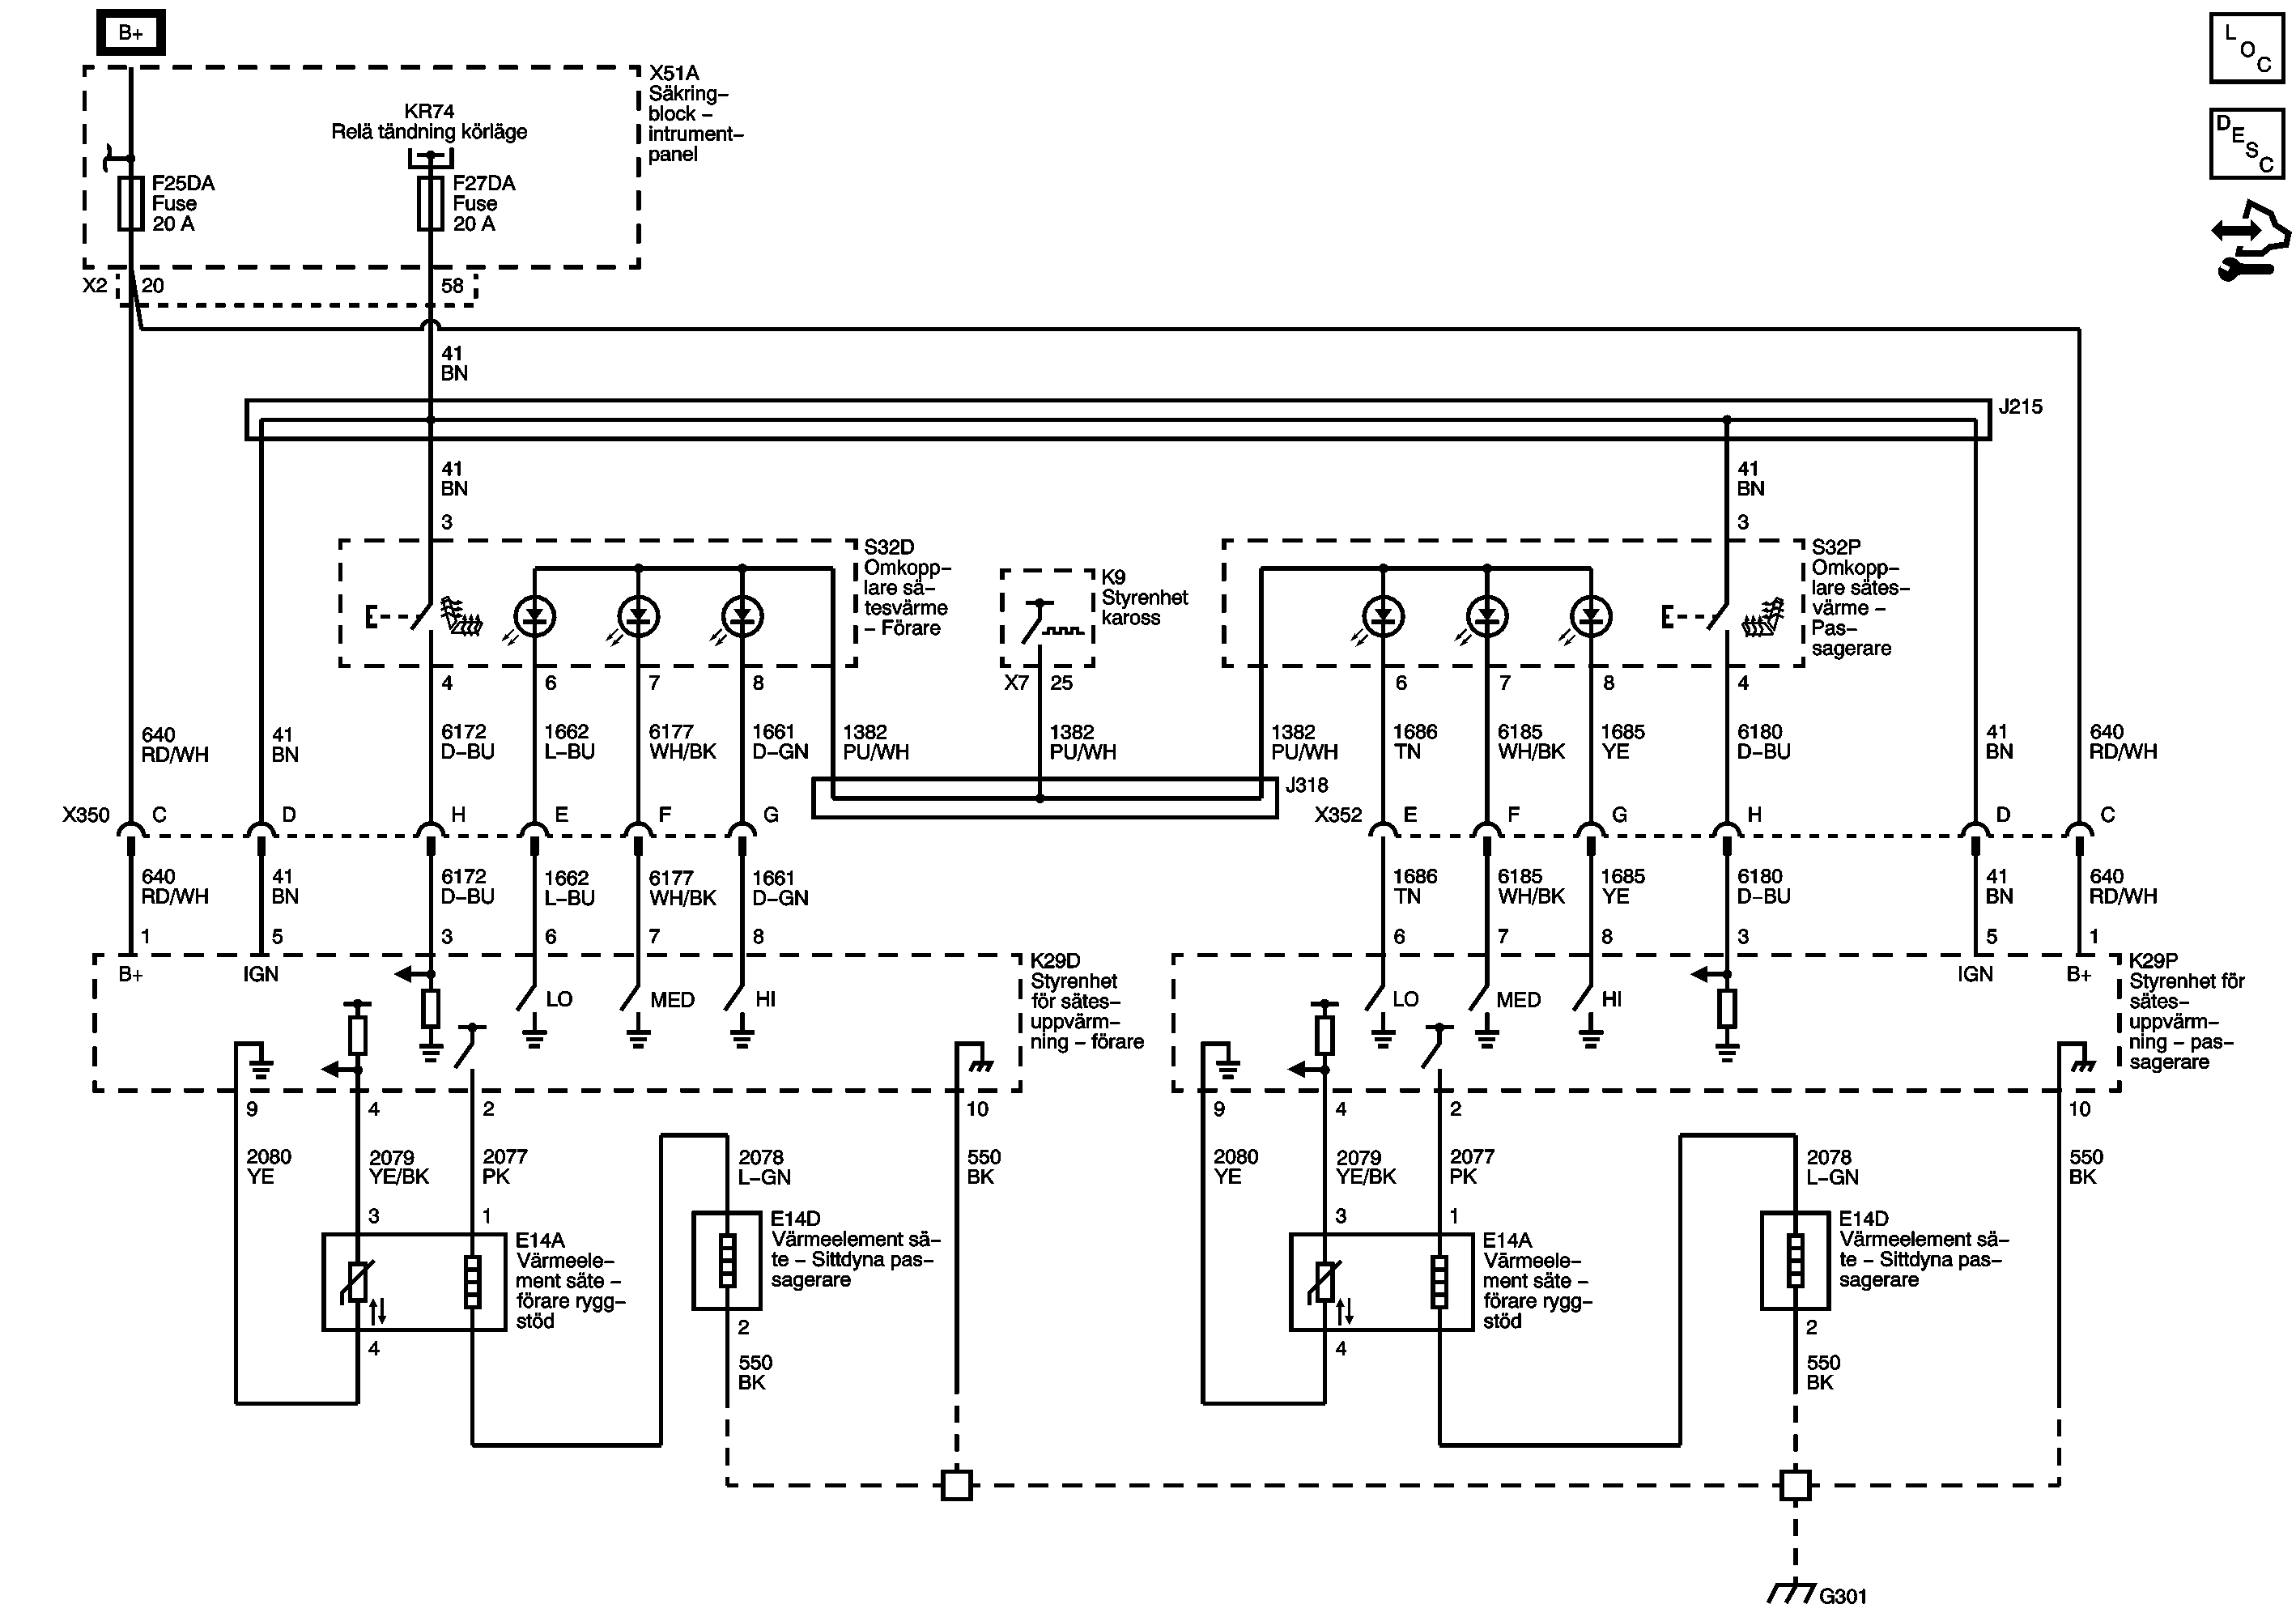 B+
L
O
C
D
E
S
C
X51A
Säkring–
block –
intrument–
panel
KR74
Relä tändning körläge
F25DA
Fuse
20 A
F27DA
Fuse
20 A
X2
20
58
41
BN
J215
41
BN
41
BN
3
3
S32D
Omkopp–
lare sä–
tesvärme
– Förare
K9
Styrenhet
kaross
S32P
Omkopp–
lare sätes–
värme –
Pas–
sagerare
4
6
7
8
X7
25
6
7
8
4
640
RD/WH
41
BN
6172
D–BU
1662
L–BU
6177
WH/BK
1661
D–GN
1382
PU/WH
1382
PU/WH
1382
PU/WH
1686
TN
6185
WH/BK
1685
YE
6180
D–BU
41
BN
640
RD/WH
J318
X350
C
D
H
E
F
G
X352
E
F
G
H
D
C
640
RD/WH
41
BN
6172
D–BU
1662
L–BU
6177
WH/BK
1661
D–GN
1686
TN
6185
WH/BK
1685
YE
6180
D–BU
41
BN
640
RD/WH
1
5
3
6
7
8
6
7
8
3
5
1
B+
IGN
LO
MED
HI
K29D
Styrenhet
för sätes–
uppvärm–
ning – förare
LO
MED
HI
IGN
B+
K29P
Styrenhet för
sätes–
uppvärm–
ning – pas–
sagerare
9
4
2
10
9
4
2
10
2080
YE
2079
YE/BK
2077
PK
2078
L–GN
550
BK
2080
YE
2079
YE/BK
2077
PK
2078
L–GN
550
BK
3
1
E14A
Värmeele–
ment säte –
förare rygg–
stöd
4
E14D
Värmeelement sä–
te – Sittdyna pas–
sagerare
2
550
BK
3
1
E14A
Värmeele–
ment säte –
förare rygg–
stöd
4
E14D
Värmeelement sä–
te – Sittdyna pas–
sagerare
2
550
BK
G301